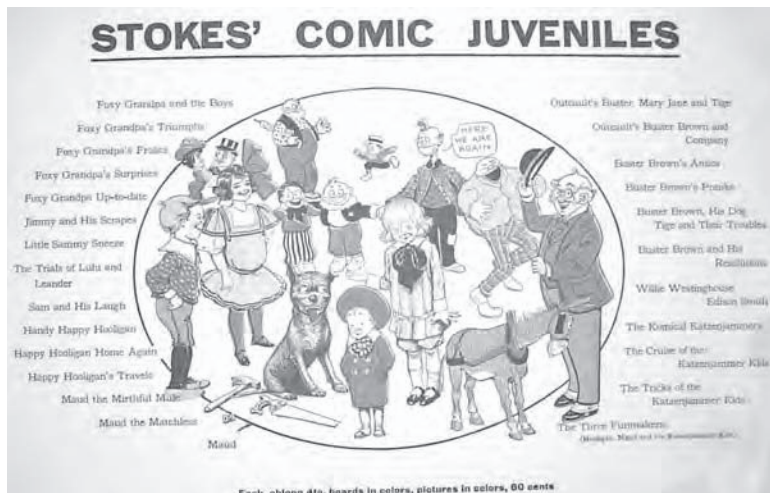 STOKES' COMIC JUVENILES
Foxy Grandpa and the Boys
Foxy Grandpa's Triumphs
Foxy Grandpa's Frolics
Foxy Grandpa's Surprises
Foxy Grandpa Up-to-date
Jimmy and His Scrapes
Little Sammy Sneeze
The Trials of Lulu and
Leander
Sam and His Laugh
Handy Happy Hooligan
Happy Hooligan Home Again
Happy Hooligan's Travels
Maud the Mirthful Mule
Maud the Matchless
Maud
HERE
WE ARE
AGAIN
Outcault's Buster, Mary Jane and Tige
Outcault's Buster Brown and
Company
Buster Brown's Antics
Buster Brown's Pranks
Buster Brown, His Dog
Tige and Their Troubles
Buster Brown and His
Resolutions
Willie Westinghouse
Edison Smith
The Komical Katzenjammers
The Cruise of the
Katzenjammer Kids
The Tricks of the
Katzenjammer Kids
The Three Funmakers
(Hooligan, Maud and the Katzenjammer Kids)
Each, oblong 4to, boards in colors, pictures in colors, 60 cents